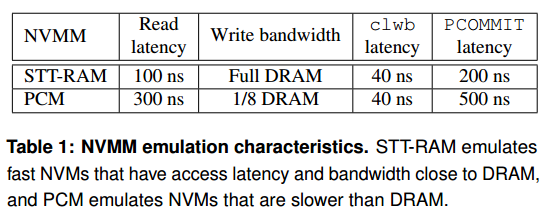 NVMM Read latency Write bandwidth clwb latency PCOMMIT latency
STT-RAM 100 ns Full DRAM 40 ns 200 ns
PCM 300 ns 1/8 DRAM 40 ns 500 ns
Table 1: NVMM emulation characteristics. STT-RAM emulates
fast NVMs that have access latency and bandwidth close to DRAM,
and PCM emulates NVMs that are slower than DRAM.